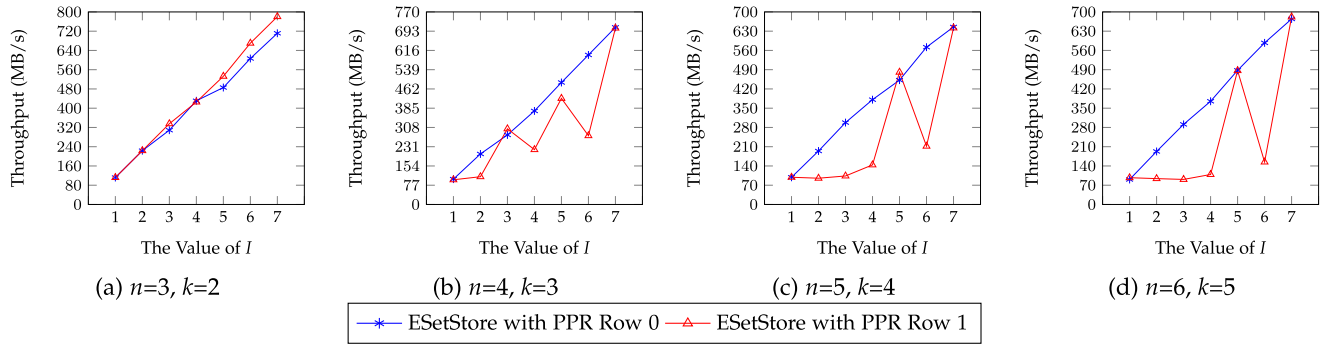 800
720
640
560
480
400
320
240
160
80
0
Throughput (MB/s)
1 2 3 4 5 6 7
The Value of I
(a) n=3, k=2
770
693
616
539
462
385
308
231
154
77
0
Throughput (MB/s)
1 2 3 4 5 6 7
The Value of I
(b) n=4, k=3
700
630
560
490
420
350
280
210
140
70
0
Throughput (MB/s)
1 2 3 4 5 6 7
The Value of I
(c) n=5, k=4
700
630
560
490
420
350
280
210
140
70
0
Throughput (MB/s)
1 2 3 4 5 6 7
The Value of I
(d) n=6, k=5
ESetStore with PPR Row 0 ESetStore with PPR Row 1